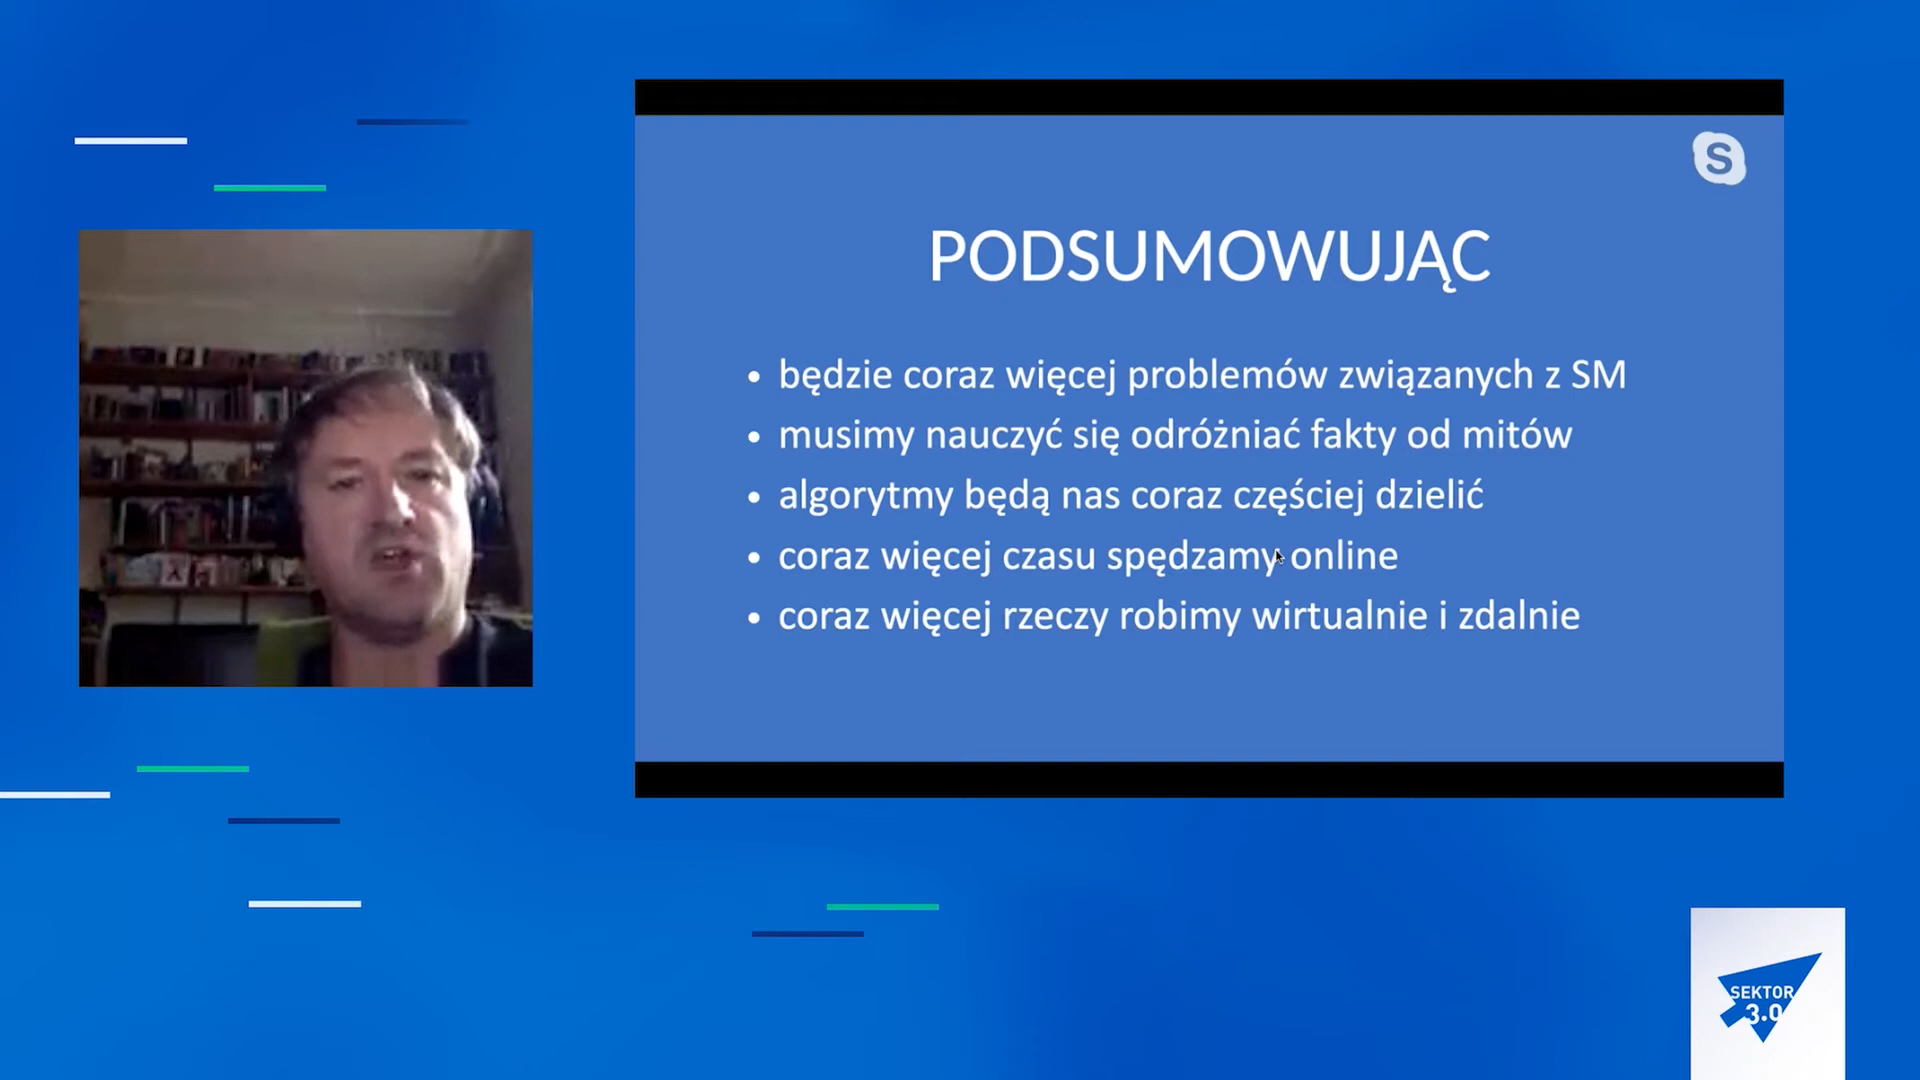 S
PODSUMOWUJĄC
• będzie coraz więcej problemów związanych z SM
• musimy nauczyć się odróżniać fakty od mitów
• algorytmy będą nas coraz częściej dzielić
• coraz więcej czasu spędzamy online
• coraz więcej rzeczy robimy wirtualnie i zdalnie
SEKTOR
3.0